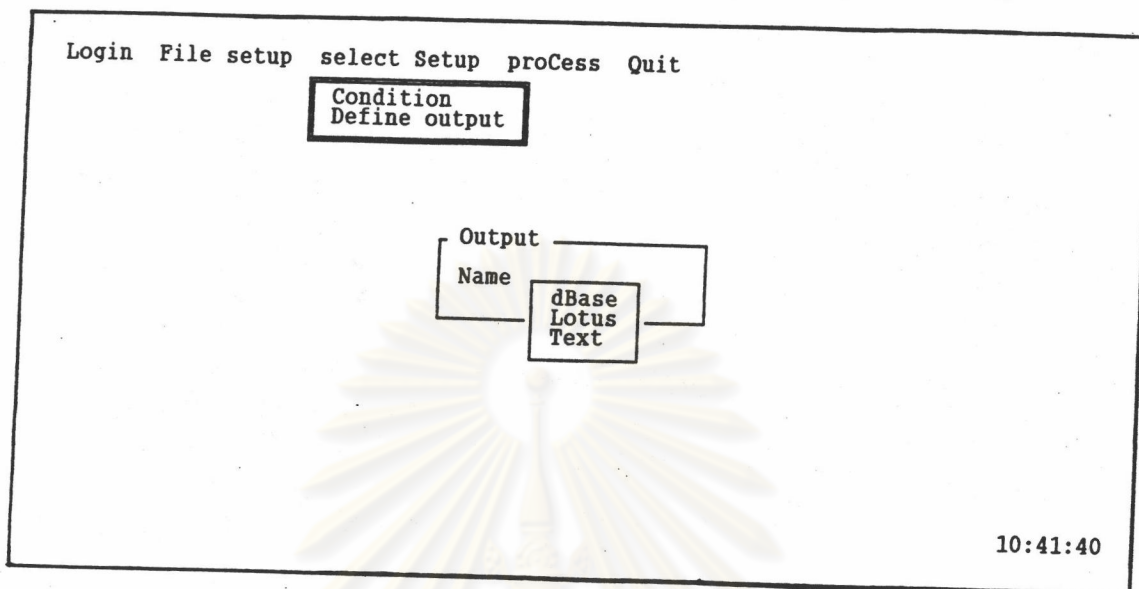 Login File setup select Setup proCess Quit
Condition
Define output
Output
Name
dBase
Lotus
Text
10:41:40